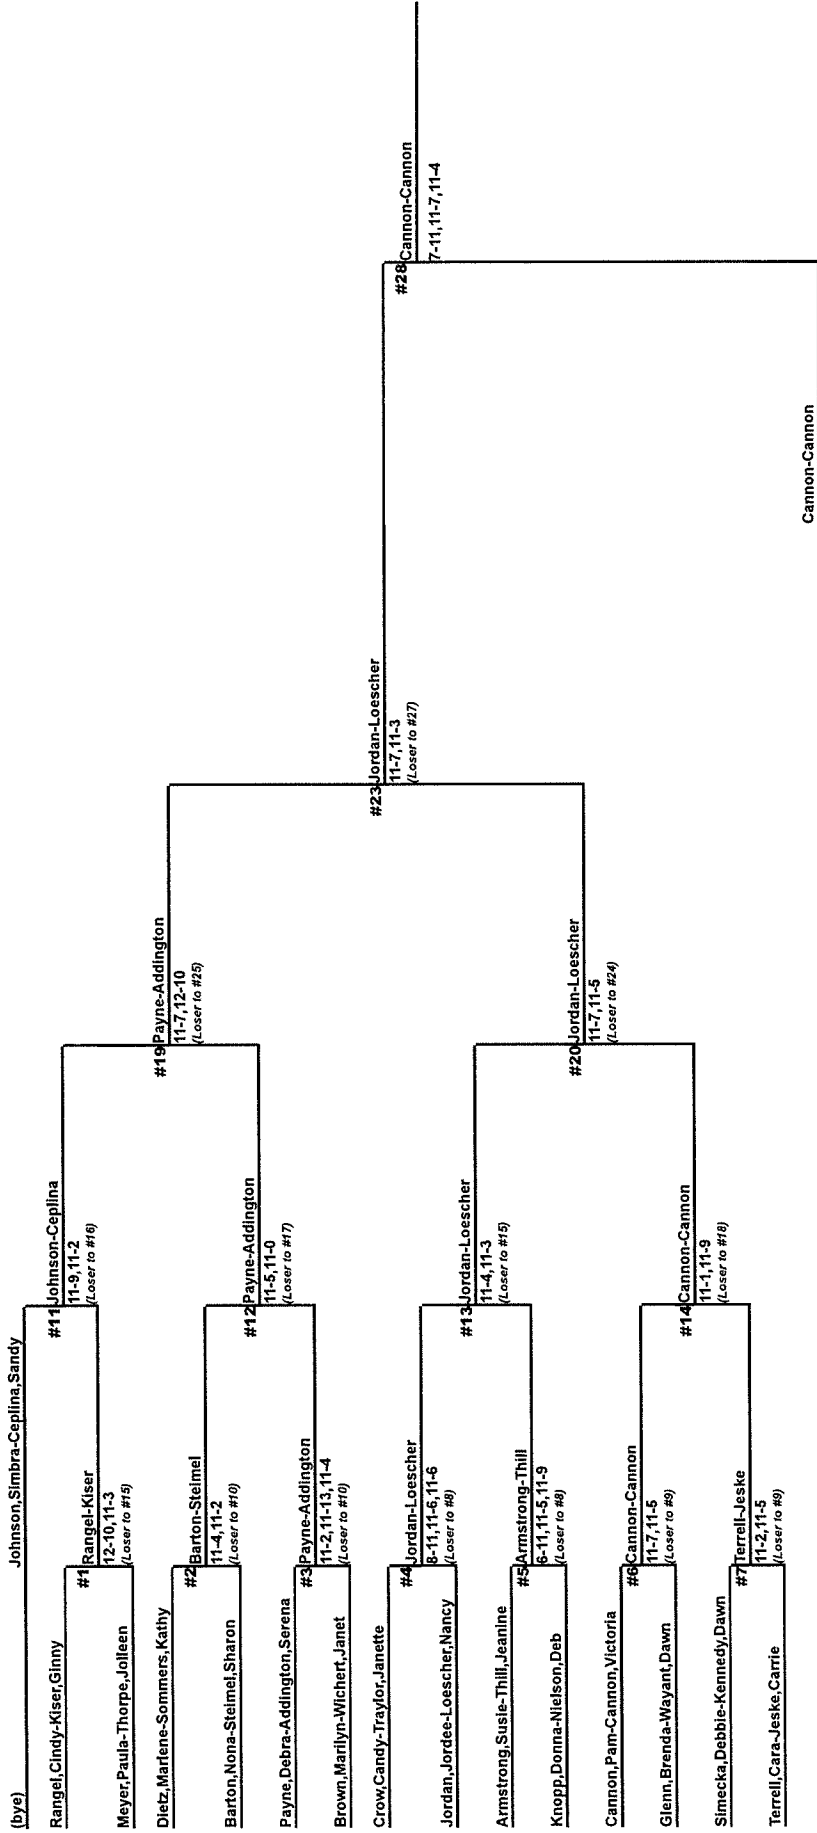 (bye)
Johnson,Simbra-Ceplina,Sandy
Rangel,Cindy-Kiser,Ginny
Meyer,Paula-Thorpe,Jolleen
Dietz,Marlene-Sommers,Kathy
Barton,Nona-Steimel,Sharon
Payne,Debra-Addington,Serena
Brown,Marilyn-Wichert,Janet
Crow,Candy-Traylor,Janette
Jordan,Jordee-Loescher,Nancy
Armstrong,Susie-Thill,Jeanine
Knopp,Donna-Nielson,Deb
Cannon,Pam-Cannon,Victoria
Glenn,Brenda-Wayant,Dawn
Simecka,Debbie-Kennedy,Dawn
Terrell,Cara-Jeske,Carrie
#1 Rangel-Kiser
12-10,11-3
(Loser to #15)
#2 Barton-Steimel
11-4,11-2
(Loser to #10)
#3 Payne-Addington
11-2,11-13,11-4
(Loser to #10)
#4 Jordan-Loescher
8-11,11-6,11-6
(Loser to #8)
#5 Armstrong-Thill
6-11,11-5,11-9
(Loser to #8)
#6 Cannon-Cannon
11-7,11-5
(Loser to #9)
#7 Terrell-Jeske
11-2,11-5
(Loser to #9)
#11 Johnson-Ceplina
11-9,11-2
(Loser to #16)
#12 Payne-Addington
11-5,11-0
(Loser to #17)
#13 Jordan-Loescher
11-4,11-3
(Loser to #15)
#14 Cannon-Cannon
11-1,11-9
(Loser to #18)
#19 Payne-Addington
11-7,12-10
(Loser to #25)
#20 Jordan-Loescher
11-7,11-5
(Loser to #24)
#23 Jordan-Loescher
11-7,11-3
(Loser to #27)
Cannon-Cannon
#28 Cannon-Cannon
7-11,11-7,11-4